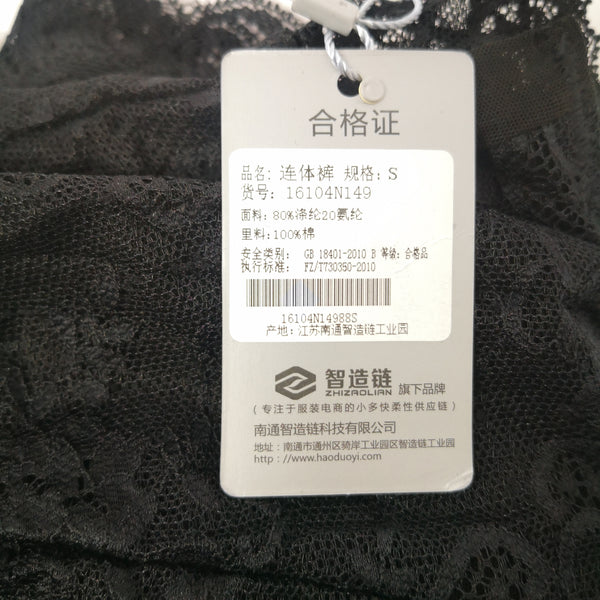 合格证
品名: 连体裤 规格: S
货号: 16104N149
面料: 80%涤纶20氨纶
里料: 100%棉
安全类别: GB 18401-2010 B 等级: 合格品
执行标准: FZ/T730350-2010
16104N14988S
产地: 江苏南通智造链工业园
智造链 旗下品牌
ZHIZAOLIAN
(专注于服装电商的小多快柔性供应链)
南通智造链科技有限公司
地址: 南通市通州区骑岸工业园区智造链工业园
http://www.haoduoyi.com